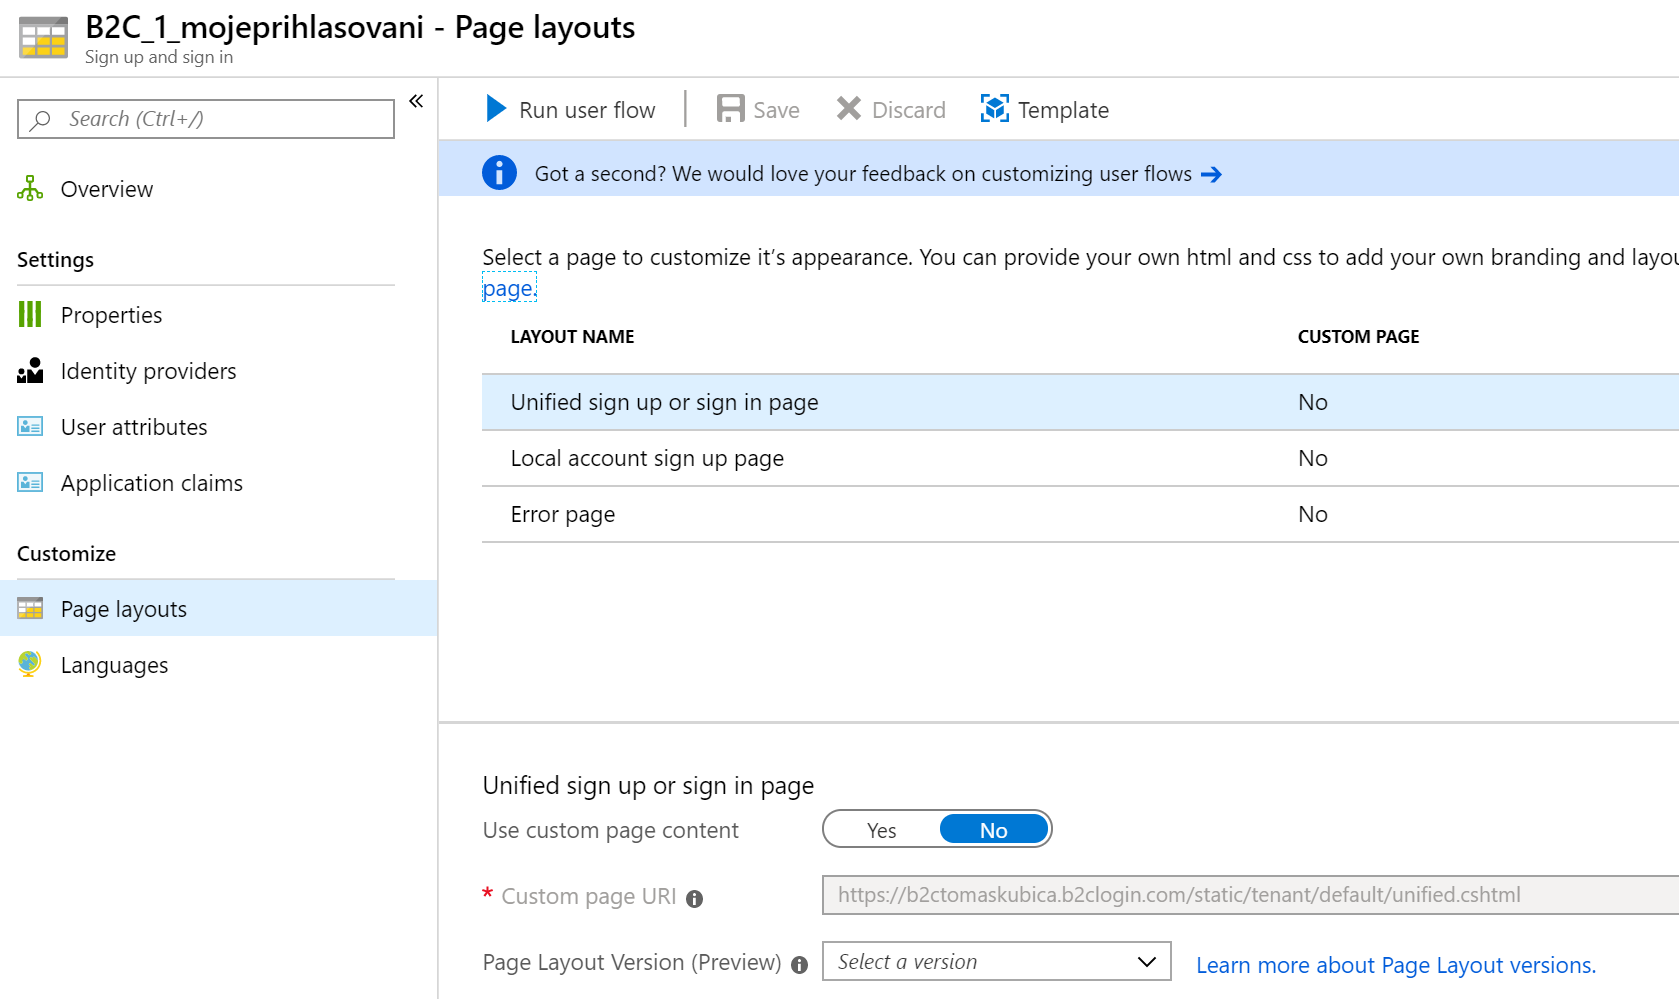 B2C_1_mojeprihlasovani - Page layouts
Sign up and sign in
Search (Ctrl+/)
Overview
Settings
Properties
Identity providers
User attributes
Application claims
Customize
Page layouts
Languages
Run user flow
Save
Discard
Template
Got a second? We would love your feedback on customizing user flows
Select a page to customize it’s appearance. You can provide your own html and css to add your own branding and layou
page.
LAYOUT NAME CUSTOM PAGE
Unified sign up or sign in page No
Local account sign up page No
Error page No
Unified sign up or sign in page
Use custom page content Yes No
* Custom page URI https://b2ctomaskubica.b2clogin.com/static/tenant/default/unified.cshtml
Page Layout Version (Preview) Select a version Learn more about Page Layout versions.